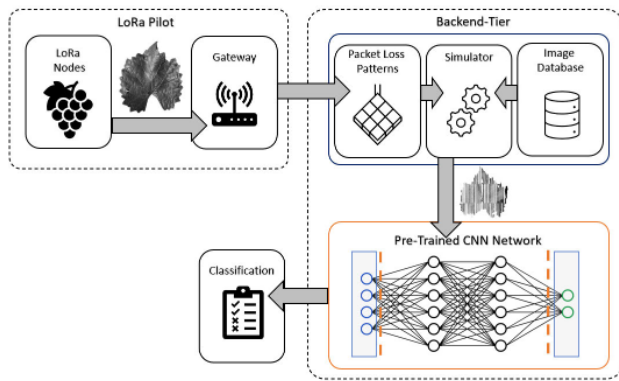 LoRa Pilot
LoRa
Nodes
Gateway
Backend-Tier
Packet Loss
Patterns
Simulator
Image
Database
Pre-Trained CNN Network
Classification